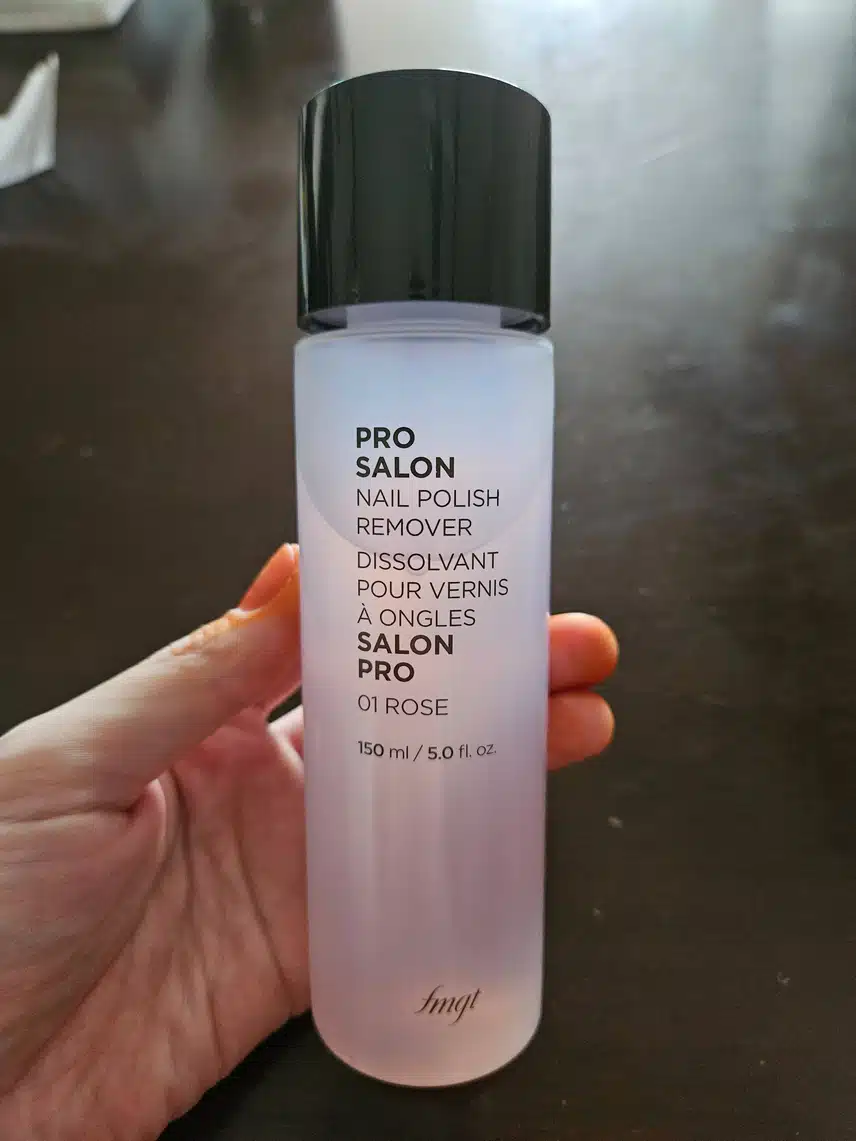 PRO
SALON
NAIL POLISH
REMOVER
DISSOLVANT
POUR VERNIS
À ONGLES
SALON
PRO
01 ROSE
150 ml / 5.0 fl. oz.
fmgt